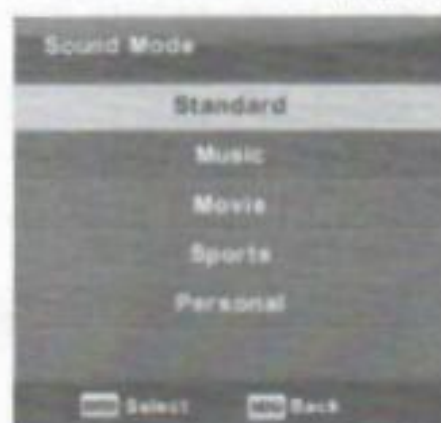 Sound Mode
Standard
Music
Movie
Sports
Personal
Select Back